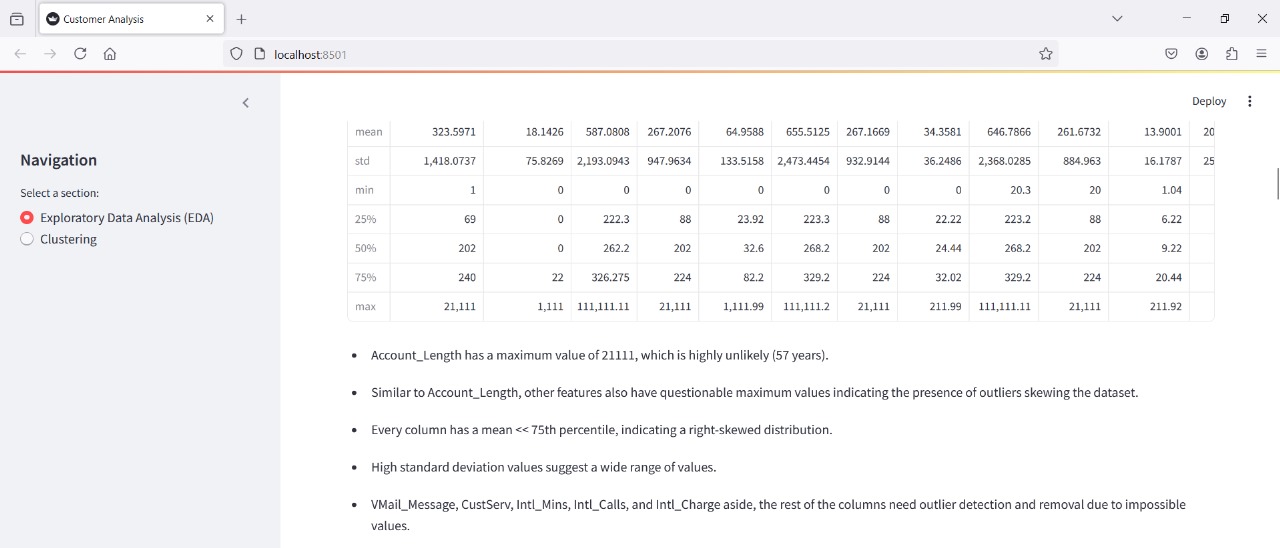 Customer Analysis
localhost:8501
Deploy
Navigation
Select a section:
Exploratory Data Analysis (EDA)
Clustering
mean 323.5971 18.1426 587.0808 267.2076 64.9588 655.5125 267.1669 34.3581 646.7866 261.6732 13.9001 20
std 1,418.0737 75.8269 2,193.0943 947.9634 133.5158 2,473.4454 932.9144 36.2486 2,368.0285 884.963 16.1787 25
min 1 0 0 0 0 0 0 0 20.3 20 1.04
25% 69 0 222.3 88 23.92 223.3 88 22.22 223.2 88 6.22
50% 202 0 262.2 202 32.6 268.2 202 24.44 268.2 202 9.22
75% 240 22 326.275 224 82.2 329.2 224 32.02 329.2 224 20.44
max 21,111 1,111 111,111.11 21,111 1,111.99 111,111.2 21,111 211.99 111,111.11 21,111 211.92
• Account_Length has a maximum value of 21111, which is highly unlikely (57 years).
• Similar to Account_Length, other features also have questionable maximum values indicating the presence of outliers skewing the dataset.
• Every column has a mean << 75th percentile, indicating a right-skewed distribution.
• High standard deviation values suggest a wide range of values.
• VMail_Message, CustServ, Intl_Mins, Intl_Calls, and Intl_Charge aside, the rest of the columns need outlier detection and removal due to impossible
values.